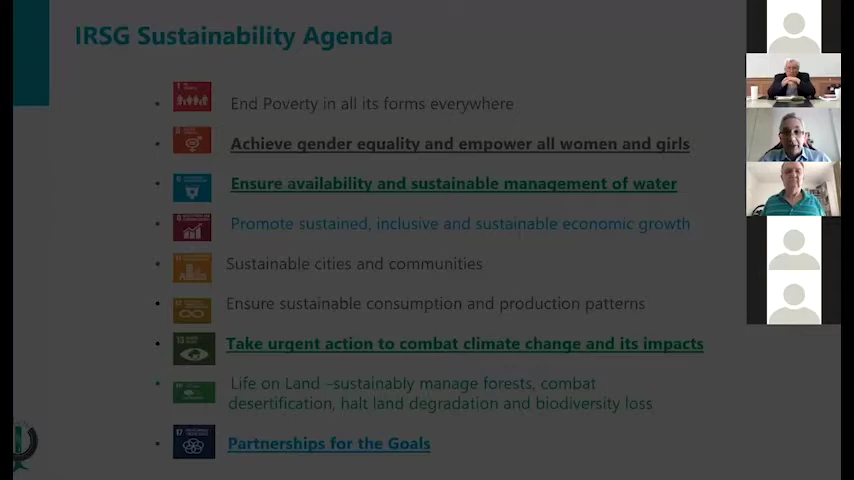 IRSG Sustainability Agenda
End Poverty in all its forms everywhere
Achieve gender equality and empower all women and girls
Ensure availability and sustainable management of water
Promote sustained, inclusive and sustainable economic growth
Sustainable cities and communities
Ensure sustainable consumption and production patterns
Take urgent action to combat climate change and its impacts
Life on Land –sustainably manage forests, combat
desertification, halt land degradation and biodiversity loss
Partnerships for the Goals